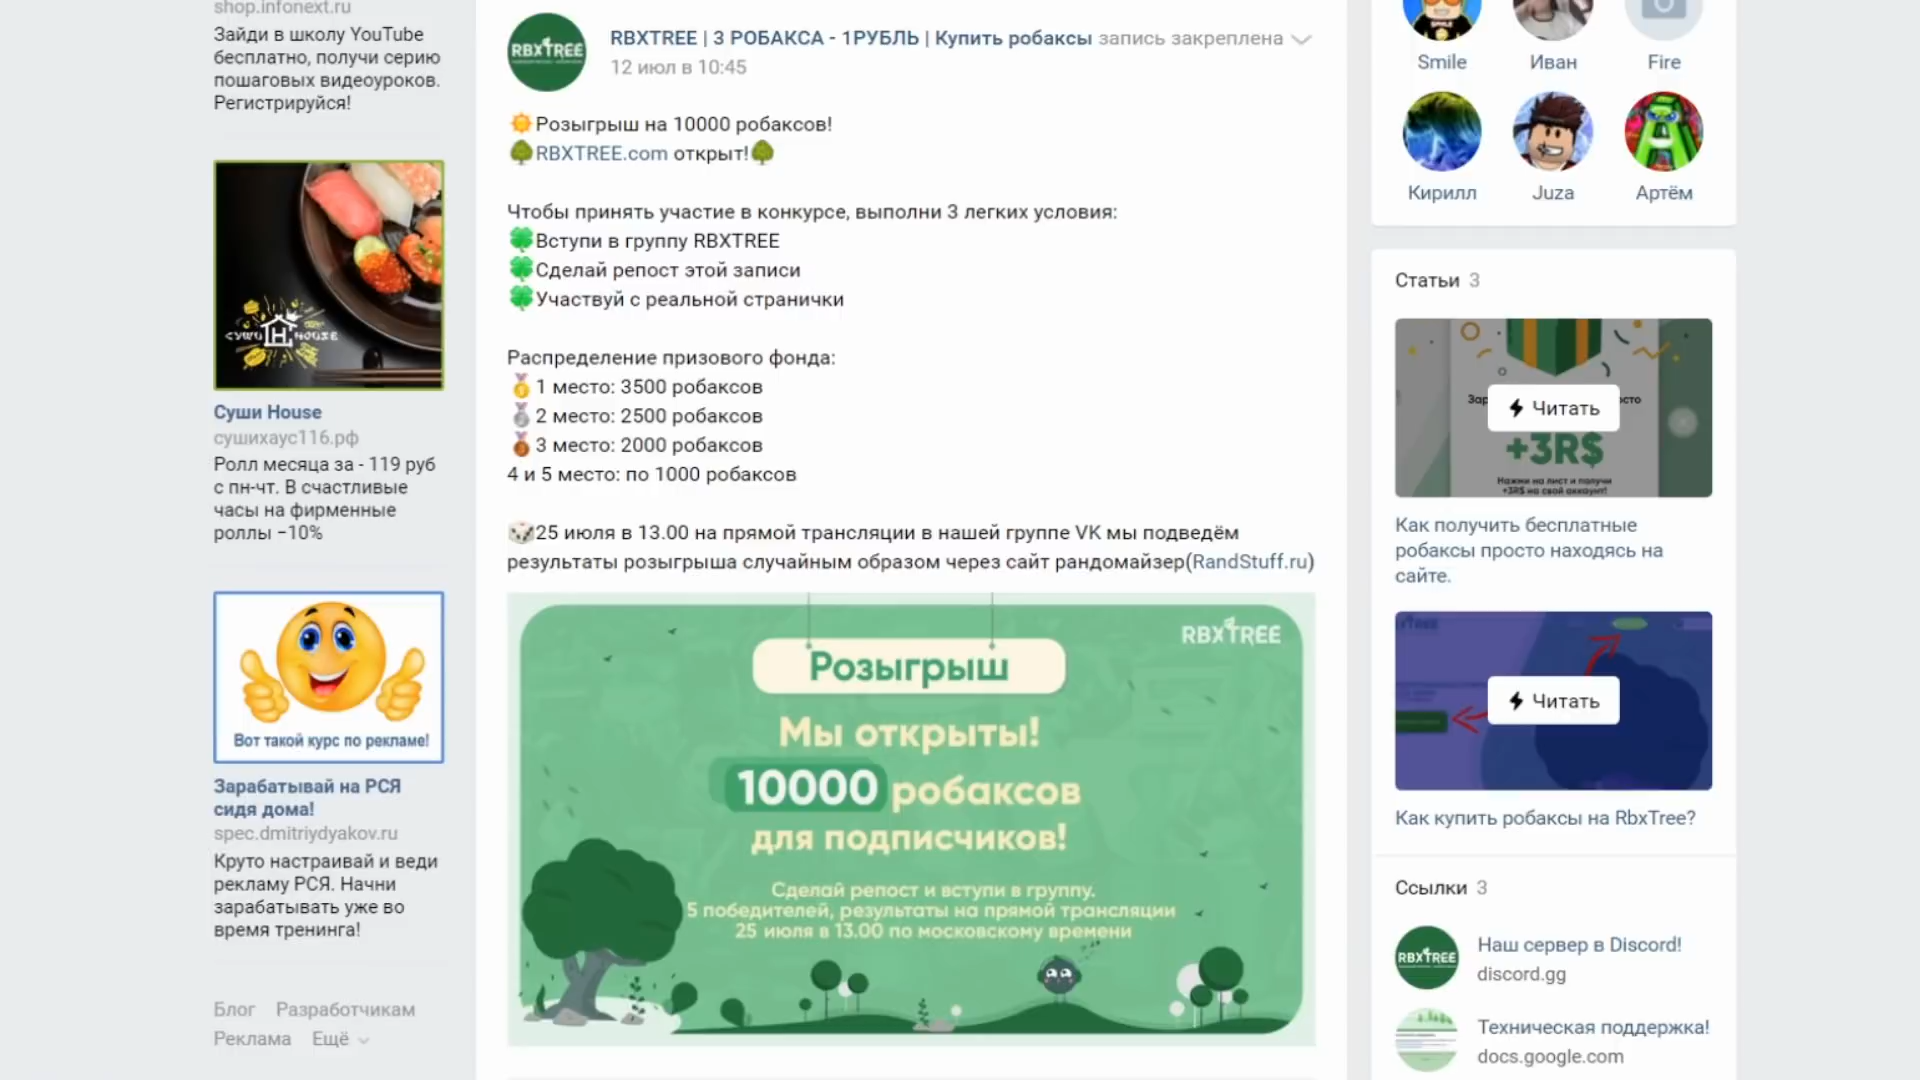 shop.infonext.ru
Зайди в школу YouTube
бесплатно, получи серию
пошаговых видеоуроков.
Регистрируйся!
СУШИ HOUSE
Суши House
сушихаус116.рф
Ролл месяца за - 119 руб
с пн-чт. В счастливые
часы на фирменные
роллы −10%
Вот такой курс по рекламе!
Зарабатывай на РСЯ
сидя дома!
spec.dmitriydyakov.ru
Круто настраивай и веди
рекламу РСЯ. Начни
зарабатывать уже во
время тренинга!
Блог Разработчикам
Реклама Ещё
RBXTREE
RBXTREE | 3 РОБАКСА - 1РУБЛЬ | Купить робаксы запись закреплена
12 июл в 10:45
Розыгрыш на 10000 робаксов!
RBXTREE.com открыт!
Чтобы принять участие в конкурсе, выполни 3 легких условия:
Вступи в группу RBXTREE
Сделай репост этой записи
Участвуй с реальной странички
Распределение призового фонда:
1 место: 3500 робаксов
2 место: 2500 робаксов
3 место: 2000 робаксов
4 и 5 место: по 1000 робаксов
25 июля в 13.00 на прямой трансляции в нашей группе VK мы подведём
результаты розыгрыша случайным образом через сайт рандомайзер(RandStuff.ru)
RBXTREE
Розыгрыш
Мы открыты!
10000 робаксов
для подписчиков!
Сделай репост и вступи в группу.
5 победителей, результаты на прямой трансляции
25 июля в 13.00 по московскому времени
Smile Иван Fire
Кирилл Juza Артём
Статьи 3
Читать
+3R$
Нажми на лист и получи
+3R$ на свой аккаунт!
Как получить бесплатные
робаксы просто находясь на
сайте.
Читать
Как купить робаксы на RbxTree?
Ссылки 3
RBXTREE
Наш сервер в Discord!
discord.gg
Техническая поддержка!
docs.google.com